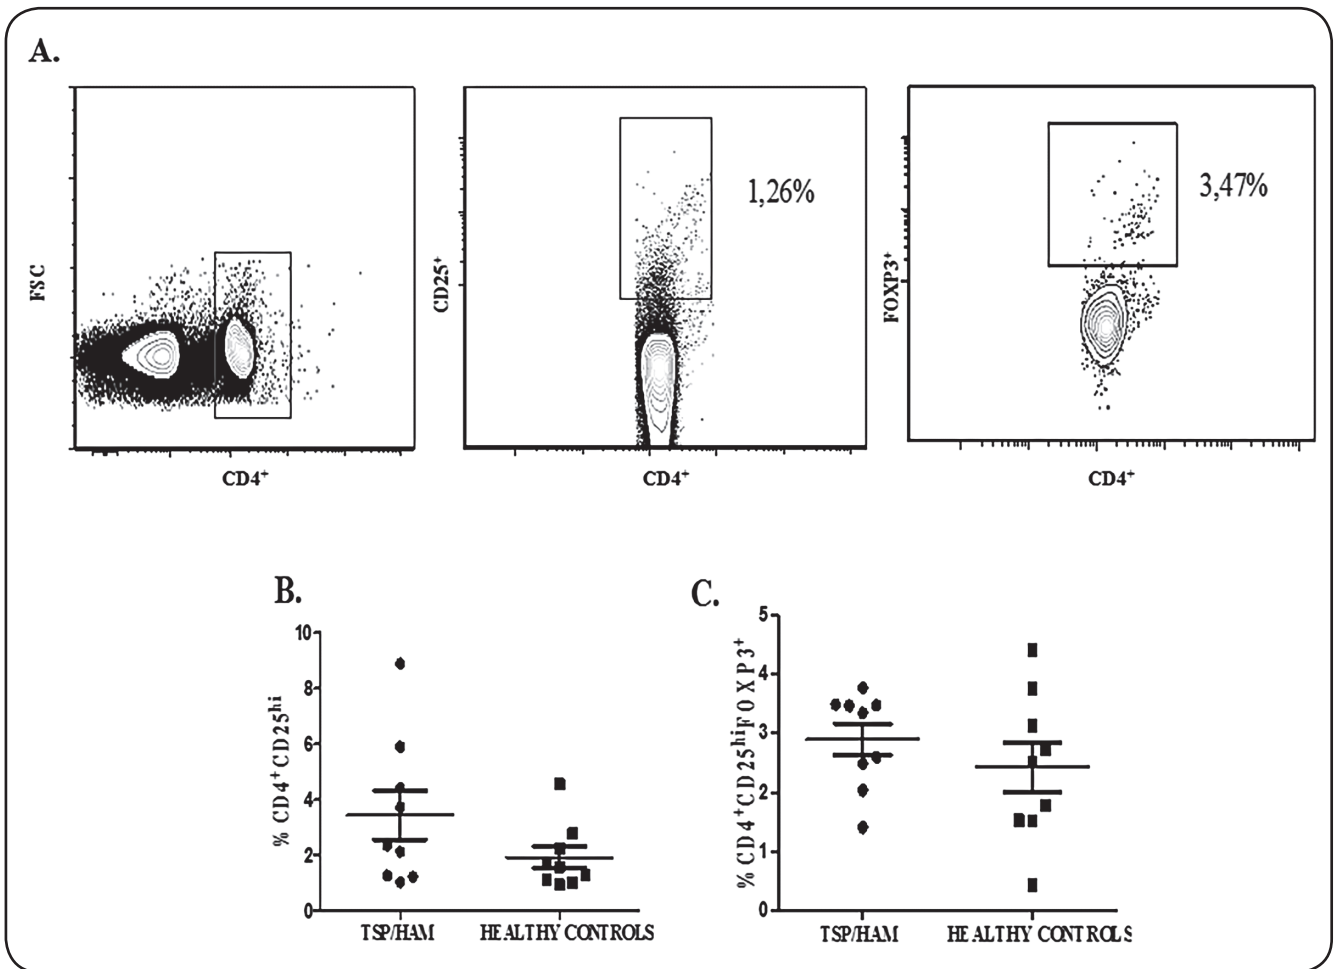 A.
FSC
CD4+
CD25+
1,26%
CD4+
FOXP3+
3,47%
CD4+
B.
% CD4+CD25hi
10
8
6
4
2
0
TSP/HAM
HEALTHY CONTROLS
C.
% CD4+CD25hiFOXP3+
5
4
3
2
1
0
TSP/HAM
HEALTHY CONTROLS